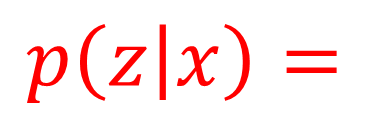 p(z|x) =